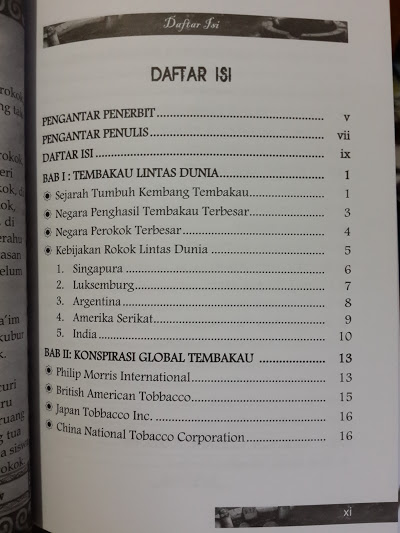 Daftar Isi
DAFTAR ISI
PENGANTAR PENERBIT ........ v
PENGANTAR PENULIS ........ vii
DAFTAR ISI ........ ix
BAB I : TEMBAKAU LINTAS DUNIA ........ 1
Sejarah Tumbuh Kembang Tembakau ........ 1
Negara Penghasil Tembakau Terbesar ........ 3
Negara Perokok Terbesar ........ 4
Kebijakan Rokok Lintas Dunia ........ 5
1. Singapura ........ 6
2. Luksemburg ........ 7
3. Argentina ........ 8
4. Amerika Serikat ........ 9
5. India ........ 10
BAB II: KONSPIRASI GLOBAL TEMBAKAU ........ 13
Philip Morris International ........ 13
British American Tobbacco ........ 15
Japan Tobbacco Inc. ........ 16
China National Tobacco Corporation ........ 16
xi